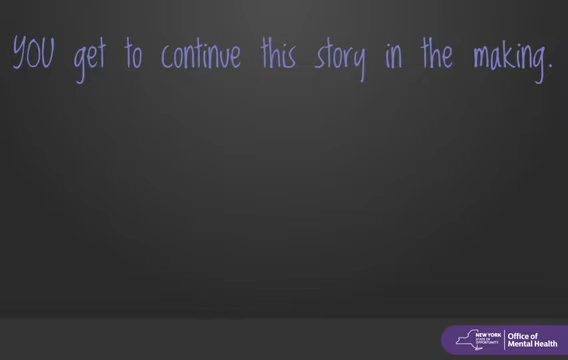 YOU get to continue this story in the making.
NEW YORK
STATE OF
OPPORTUNITY.
Office of
Mental Health